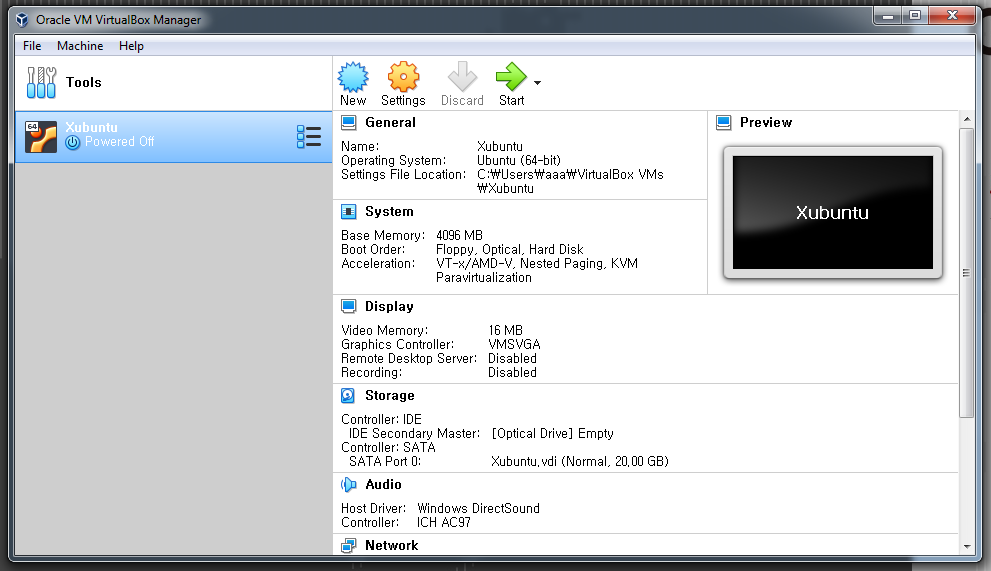 Oracle VM VirtualBox Manager
File Machine Help
Tools
New Settings Discard Start
64 Xubuntu
Powered Off
General
Name: Xubuntu
Operating System: Ubuntu (64-bit)
Settings File Location: C:₩Users₩aaa₩VirtualBox VMs
₩Xubuntu
Preview
Xubuntu
System
Base Memory: 4096 MB
Boot Order: Floppy, Optical, Hard Disk
Acceleration: VT-x/AMD-V, Nested Paging, KVM
Paravirtualization
Display
Video Memory: 16 MB
Graphics Controller: VMSVGA
Remote Desktop Server: Disabled
Recording: Disabled
Storage
Controller: IDE
IDE Secondary Master: [Optical Drive] Empty
Controller: SATA
SATA Port 0: Xubuntu.vdi (Normal, 20.00 GB)
Audio
Host Driver: Windows DirectSound
Controller: ICH AC97
Network